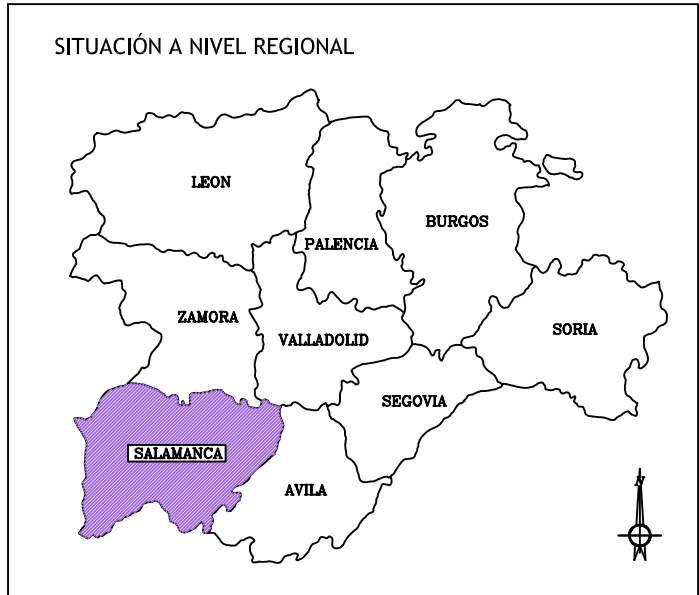 SITUACIÓN A NIVEL REGIONAL
LEON
BURGOS
PALENCIA
ZAMORA
VALLADOLID
SORIA
SEGOVIA
SALAMANCA
AVILA
N